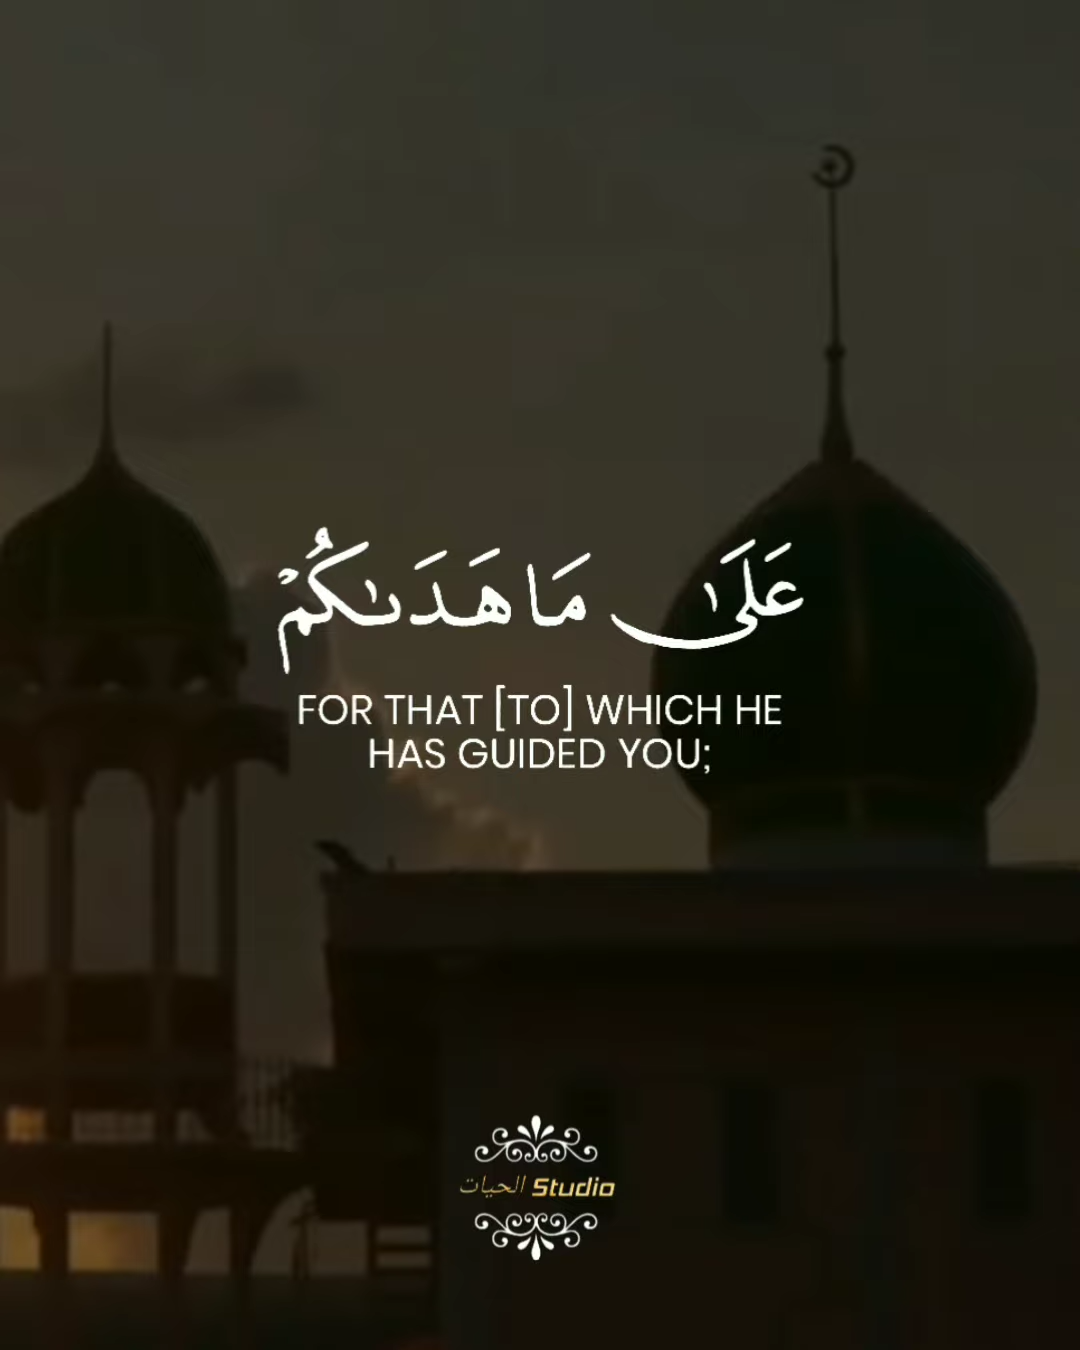 عَلَىٰ مَا هَدَىٰكُمْ
FOR THAT [TO] WHICH HE
HAS GUIDED YOU;
الحيات Studio